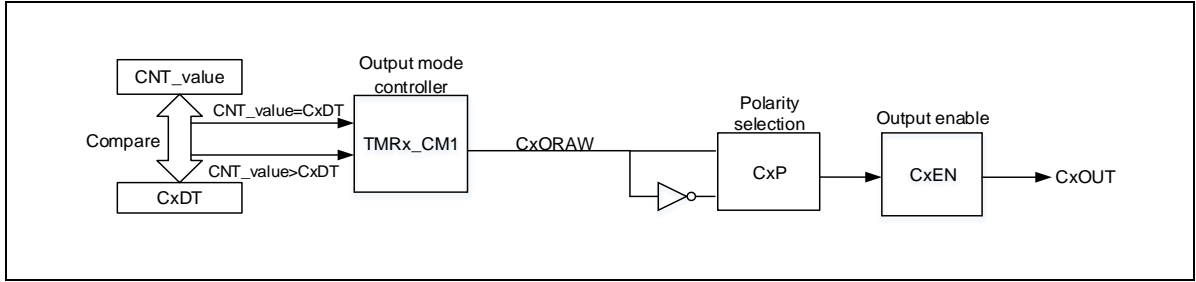 CNT_value
Compare
CxDT
CNT_value=CxDT
CNT_value>CxDT
Output mode
controller
TMRx_CM1
CxORAW
Polarity
selection
CxP
Output enable
CxEN
CxOUT